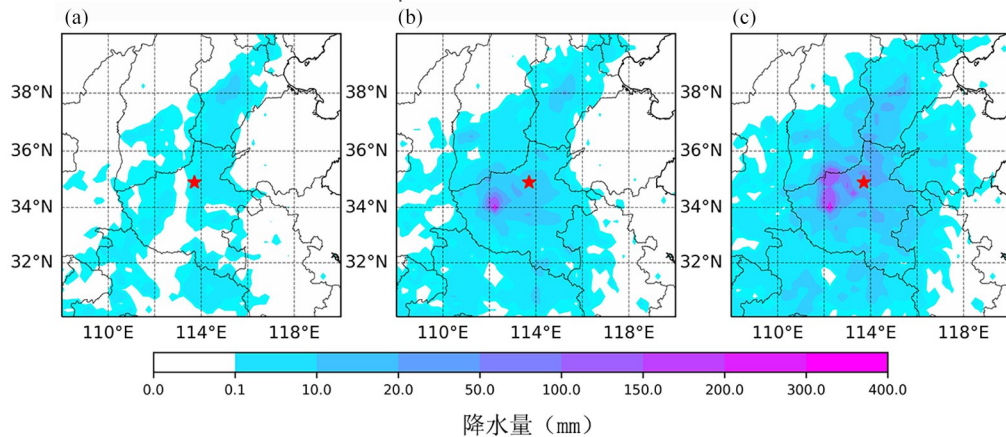 (a) (b) (c)
38°N 38°N 38°N
36°N 36°N 36°N
34°N 34°N 34°N
32°N 32°N 32°N
110°E 114°E 118°E 110°E 114°E 118°E 110°E 114°E 118°E
0.0 0.1 10.0 20.0 50.0 100.0 150.0 200.0 300.0 400.0
降水量（mm）